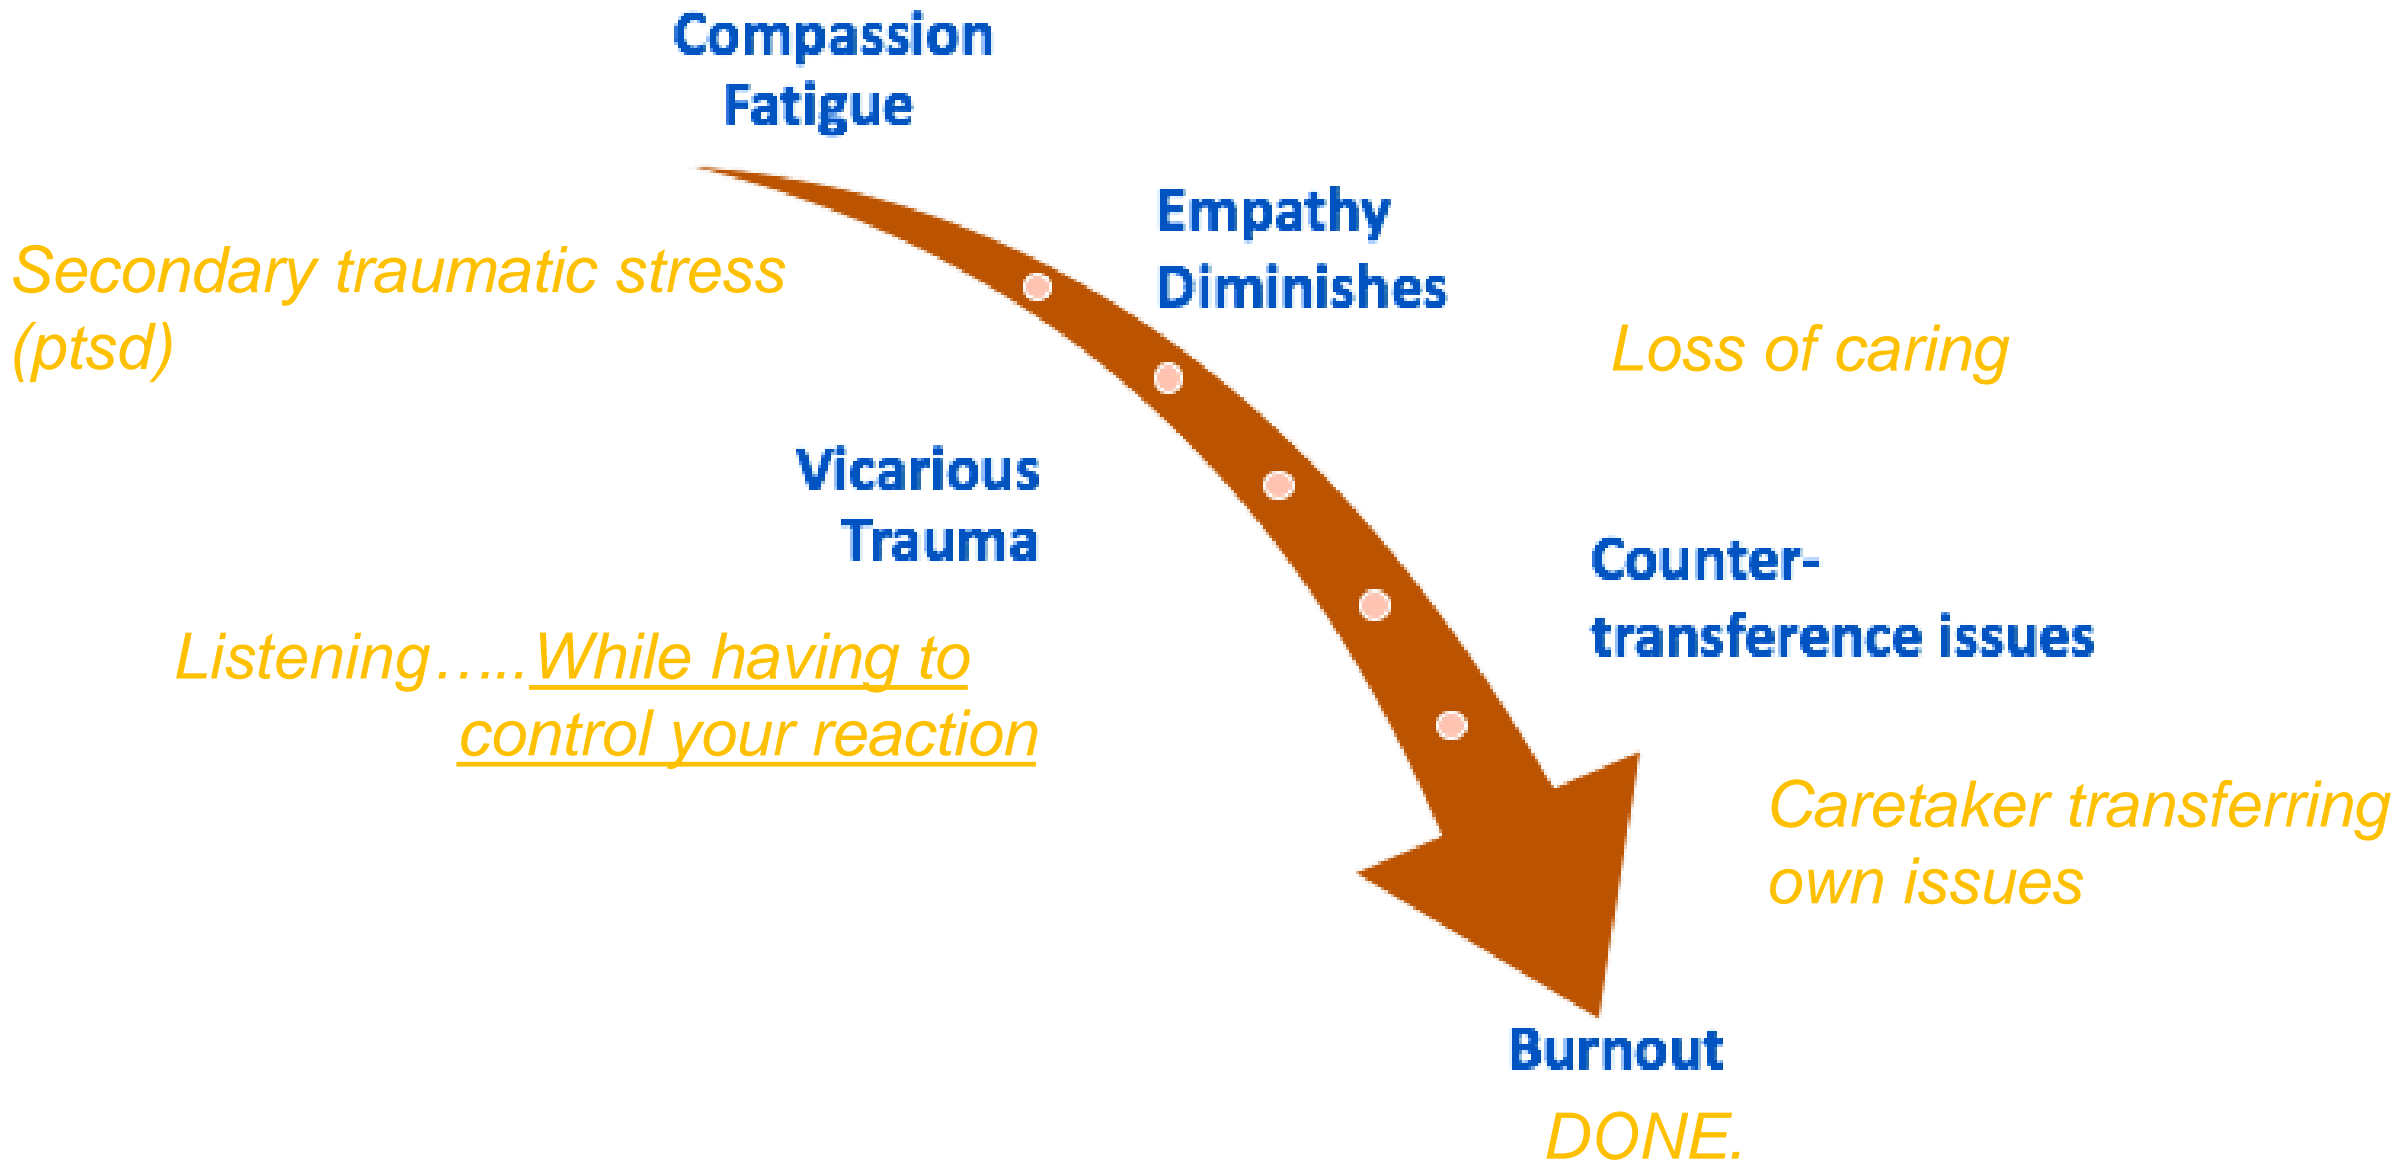 Compassion
Fatigue
Secondary traumatic stress
(ptsd)
Empathy
Diminishes
Loss of caring
Vicarious
Trauma
Listening…..While having to
control your reaction
Counter-
transference issues
Caretaker transferring
own issues
Burnout
DONE.